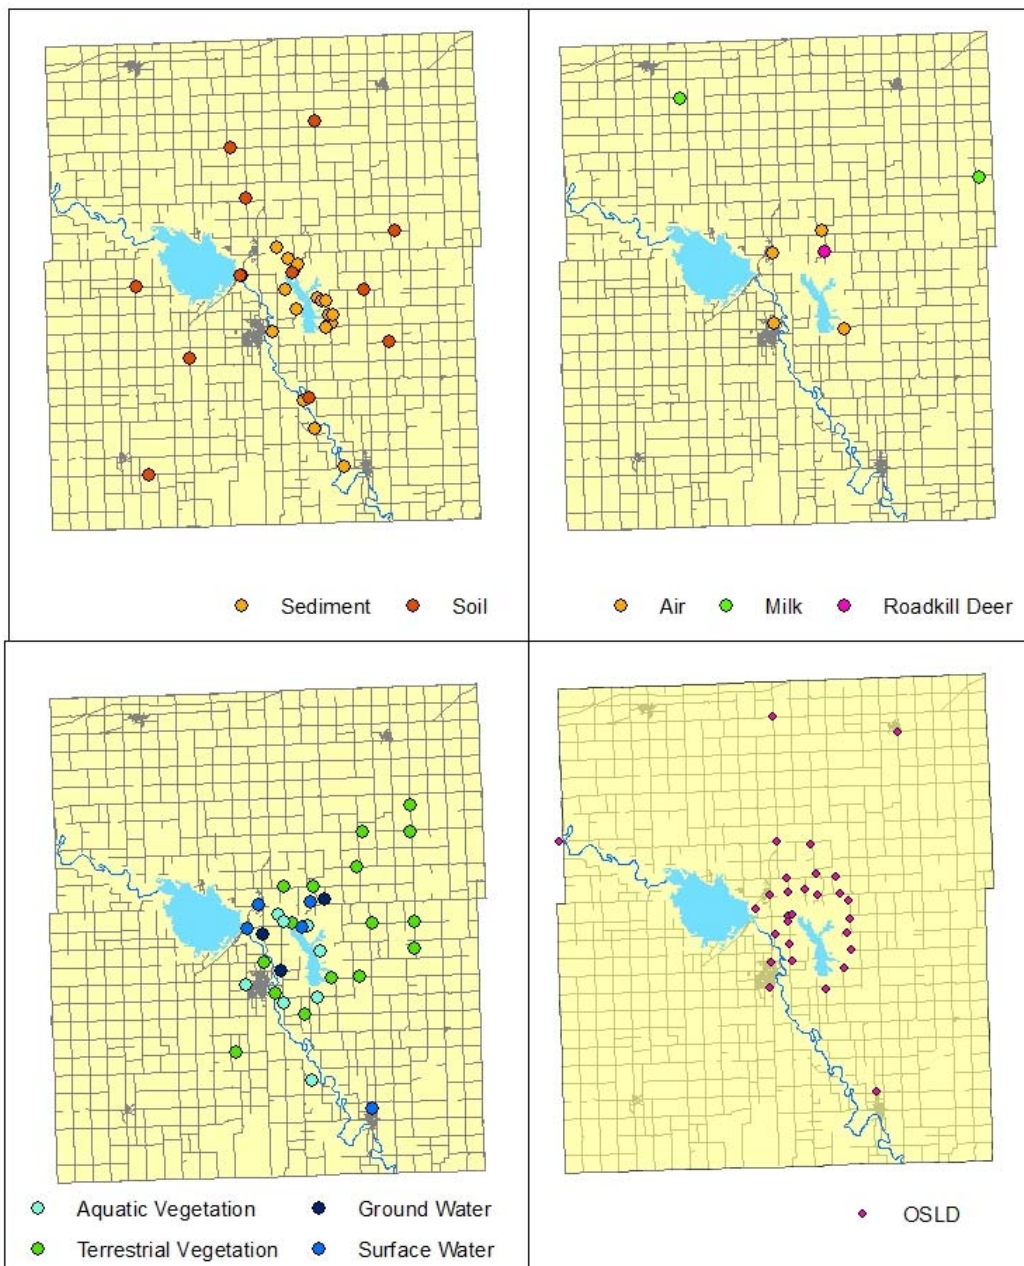 Sediment Soil
Air Milk Roadkill Deer
Aquatic Vegetation Ground Water
Terrestrial Vegetation Surface Water
OSLD